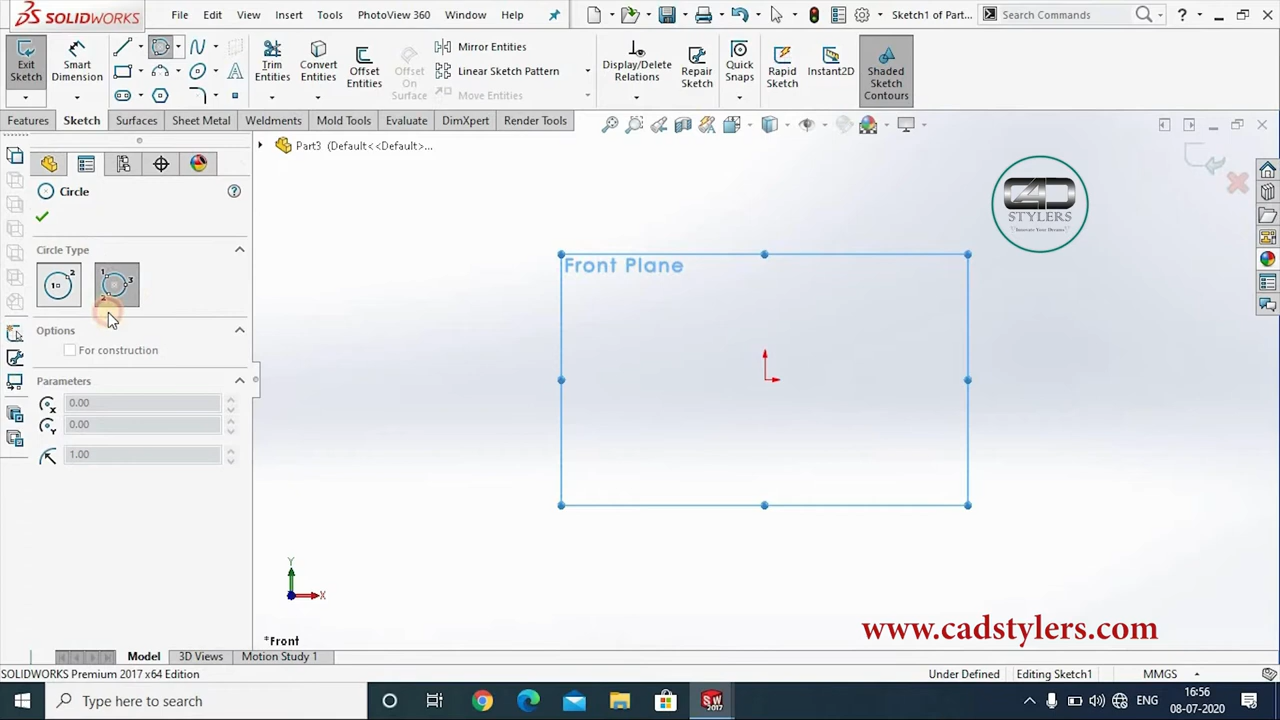 SOLIDWORKS File Edit View Insert Tools PhotoView 360 Window Help Sketch1 of Part... Search Commands
Exit Sketch
Smart Dimension
Trim Entities
Convert Entities
Offset Entities
Offset On Surface
Mirror Entities
Linear Sketch Pattern
Move Entities
Display/Delete Relations
Repair Sketch
Quick Snaps
Rapid Sketch
Instant2D
Shaded Sketch Contours
Features Sketch Surfaces Sheet Metal Weldments Mold Tools Evaluate DimXpert Render Tools
Part3 (Default<<Default>...
Circle
Circle Type
Options
For construction
Parameters
0.00
0.00
1.00
Front Plane
STYLERS
Innovate Your Dreams
Y
X
*Front
www.cadstylers.com
Model 3D Views Motion Study 1
SOLIDWORKS Premium 2017 x64 Edition Under Defined Editing Sketch1 MMGS
Type here to search
SW 2017
ENG
16:56
08-07-2020